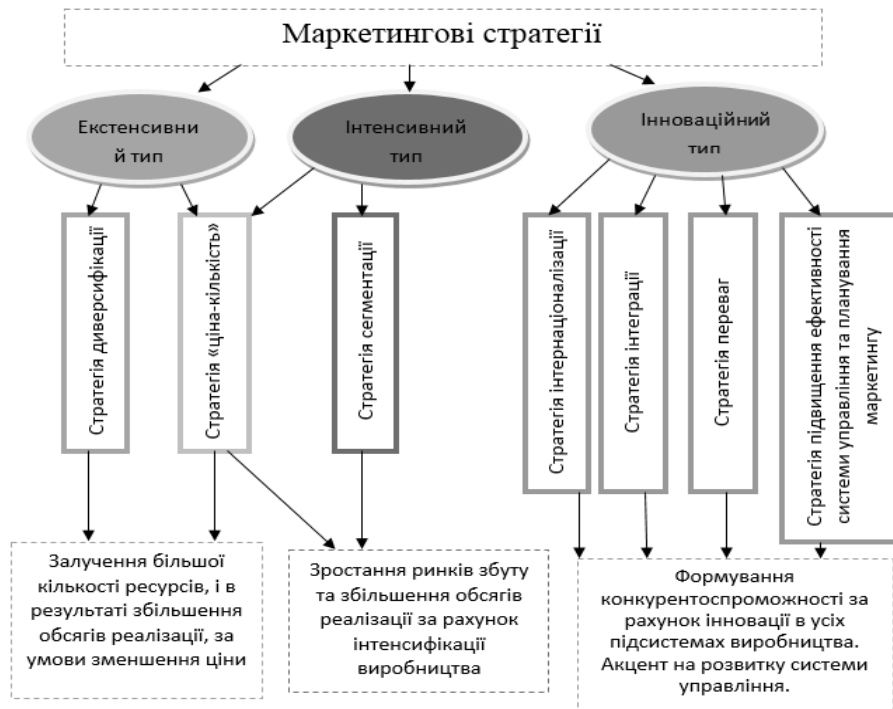 Маркетингові стратегії
Екстенсивни
й тип
Інтенсивний
тип
Інноваційний
тип
Стратегія диверсифікації
Стратегія «ціна-кількість»
Стратегія сегментації
Стратегія інтернаціоналізації
Стратегія інтеграції
Стратегія переваг
Стратегія підвищення ефективності
системи управління та планування
маркетингу
Залучення більшої
кількості ресурсів, і в
результаті збільшення
обсягів реалізації, за
умови зменшення ціни
Зростання ринків збуту
та збільшення обсягів
реалізації за рахунок
інтенсифікації
виробництва
Формування
конкурентоспроможності за
рахунок інновації в усіх
підсистемах виробництва.
Акцент на розвитку системи
управління.